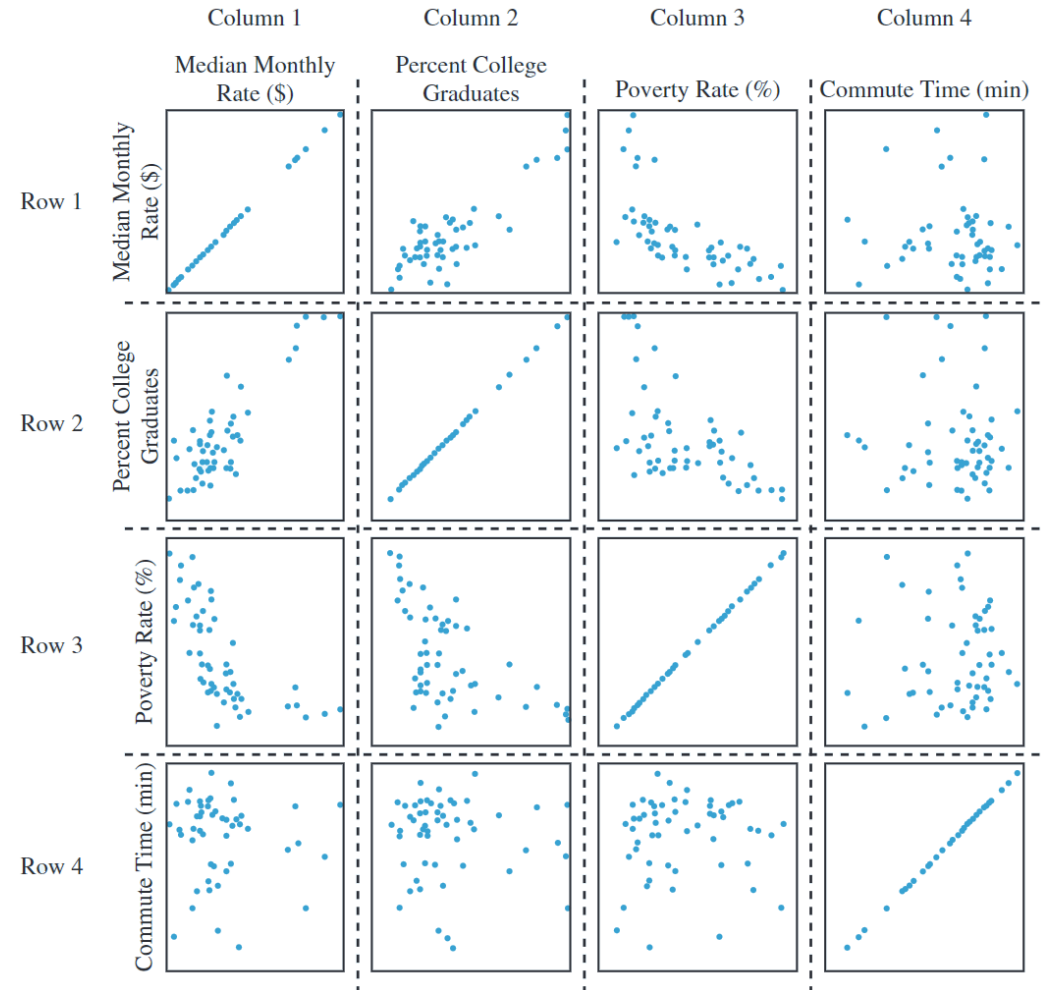 Column 1
Column 2
Column 3
Column 4
Median Monthly
Rate ($)
Percent College
Graduates
Poverty Rate (%)
Commute Time (min)
Row 1
Median Monthly
Rate ($)
Row 2
Percent College
Graduates
Row 3
Poverty Rate (%)
Row 4
Commute Time (min)